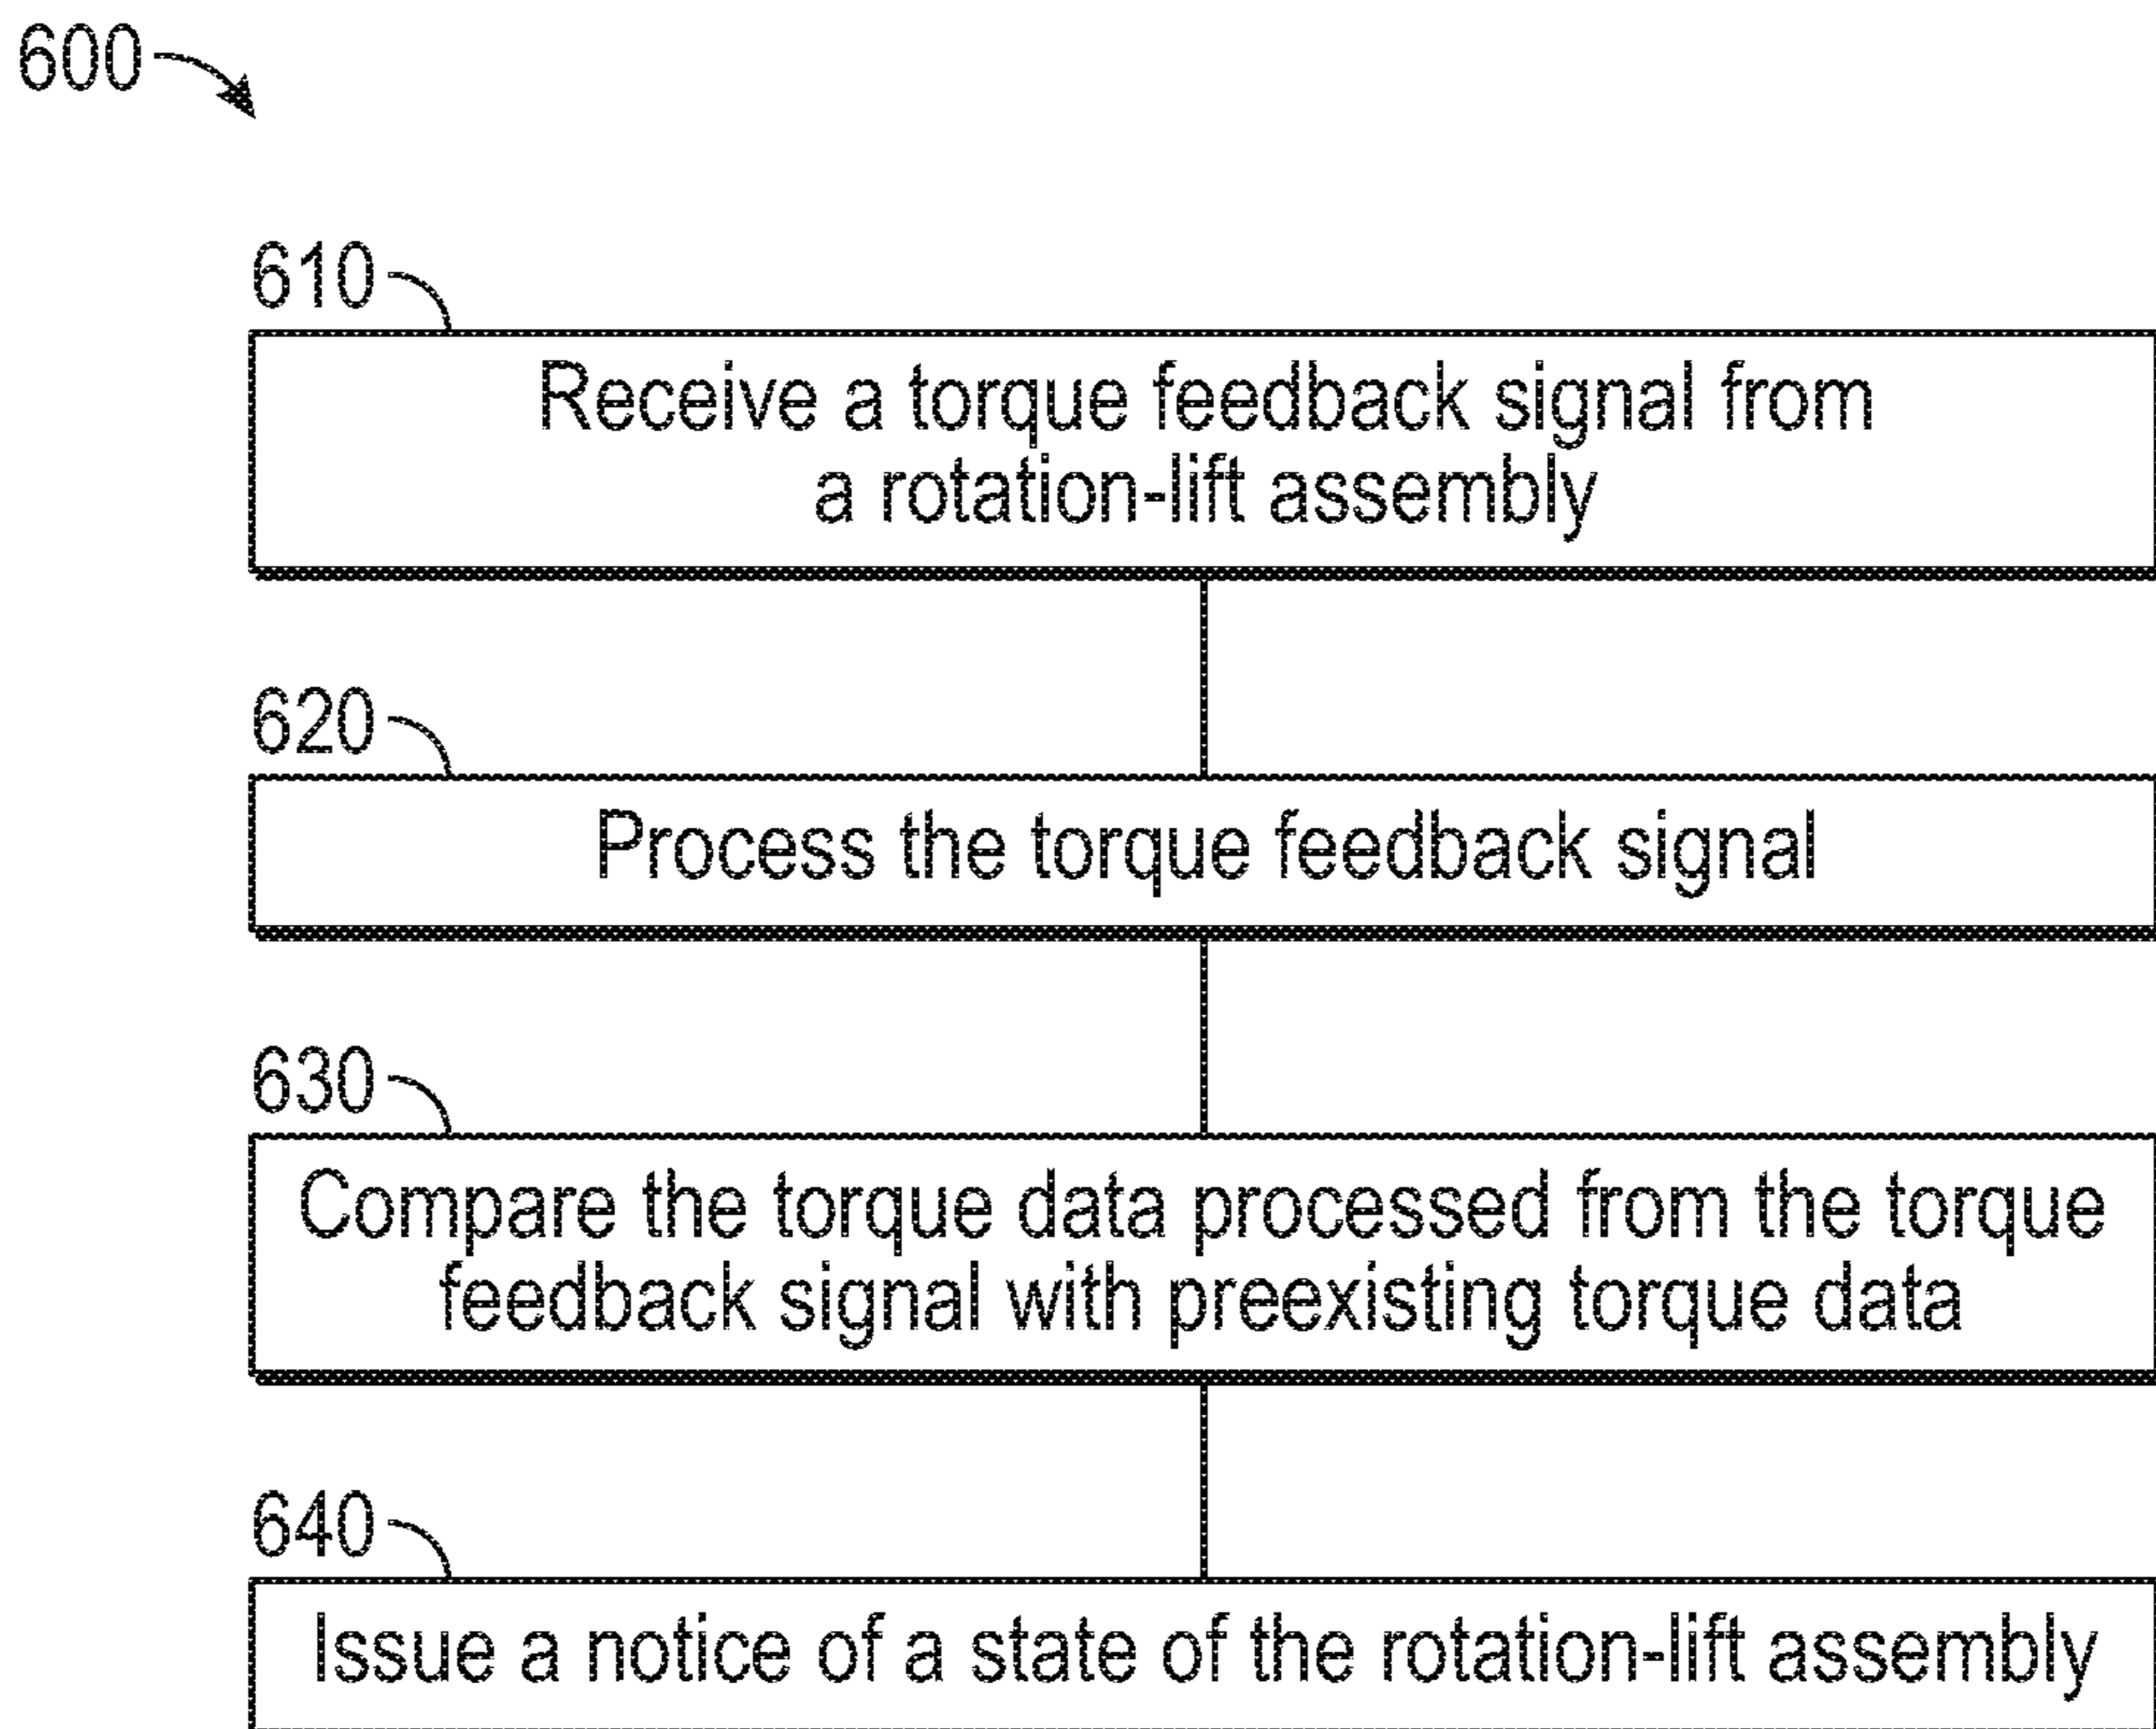 600
610
Receive a torque feedback signal from
a rotation-lift assembly
620
Process the torque feedback signal
630
Compare the torque data processed from the torque
feedback signal with preexisting torque data
640
Issue a notice of a state of the rotation-lift assembly